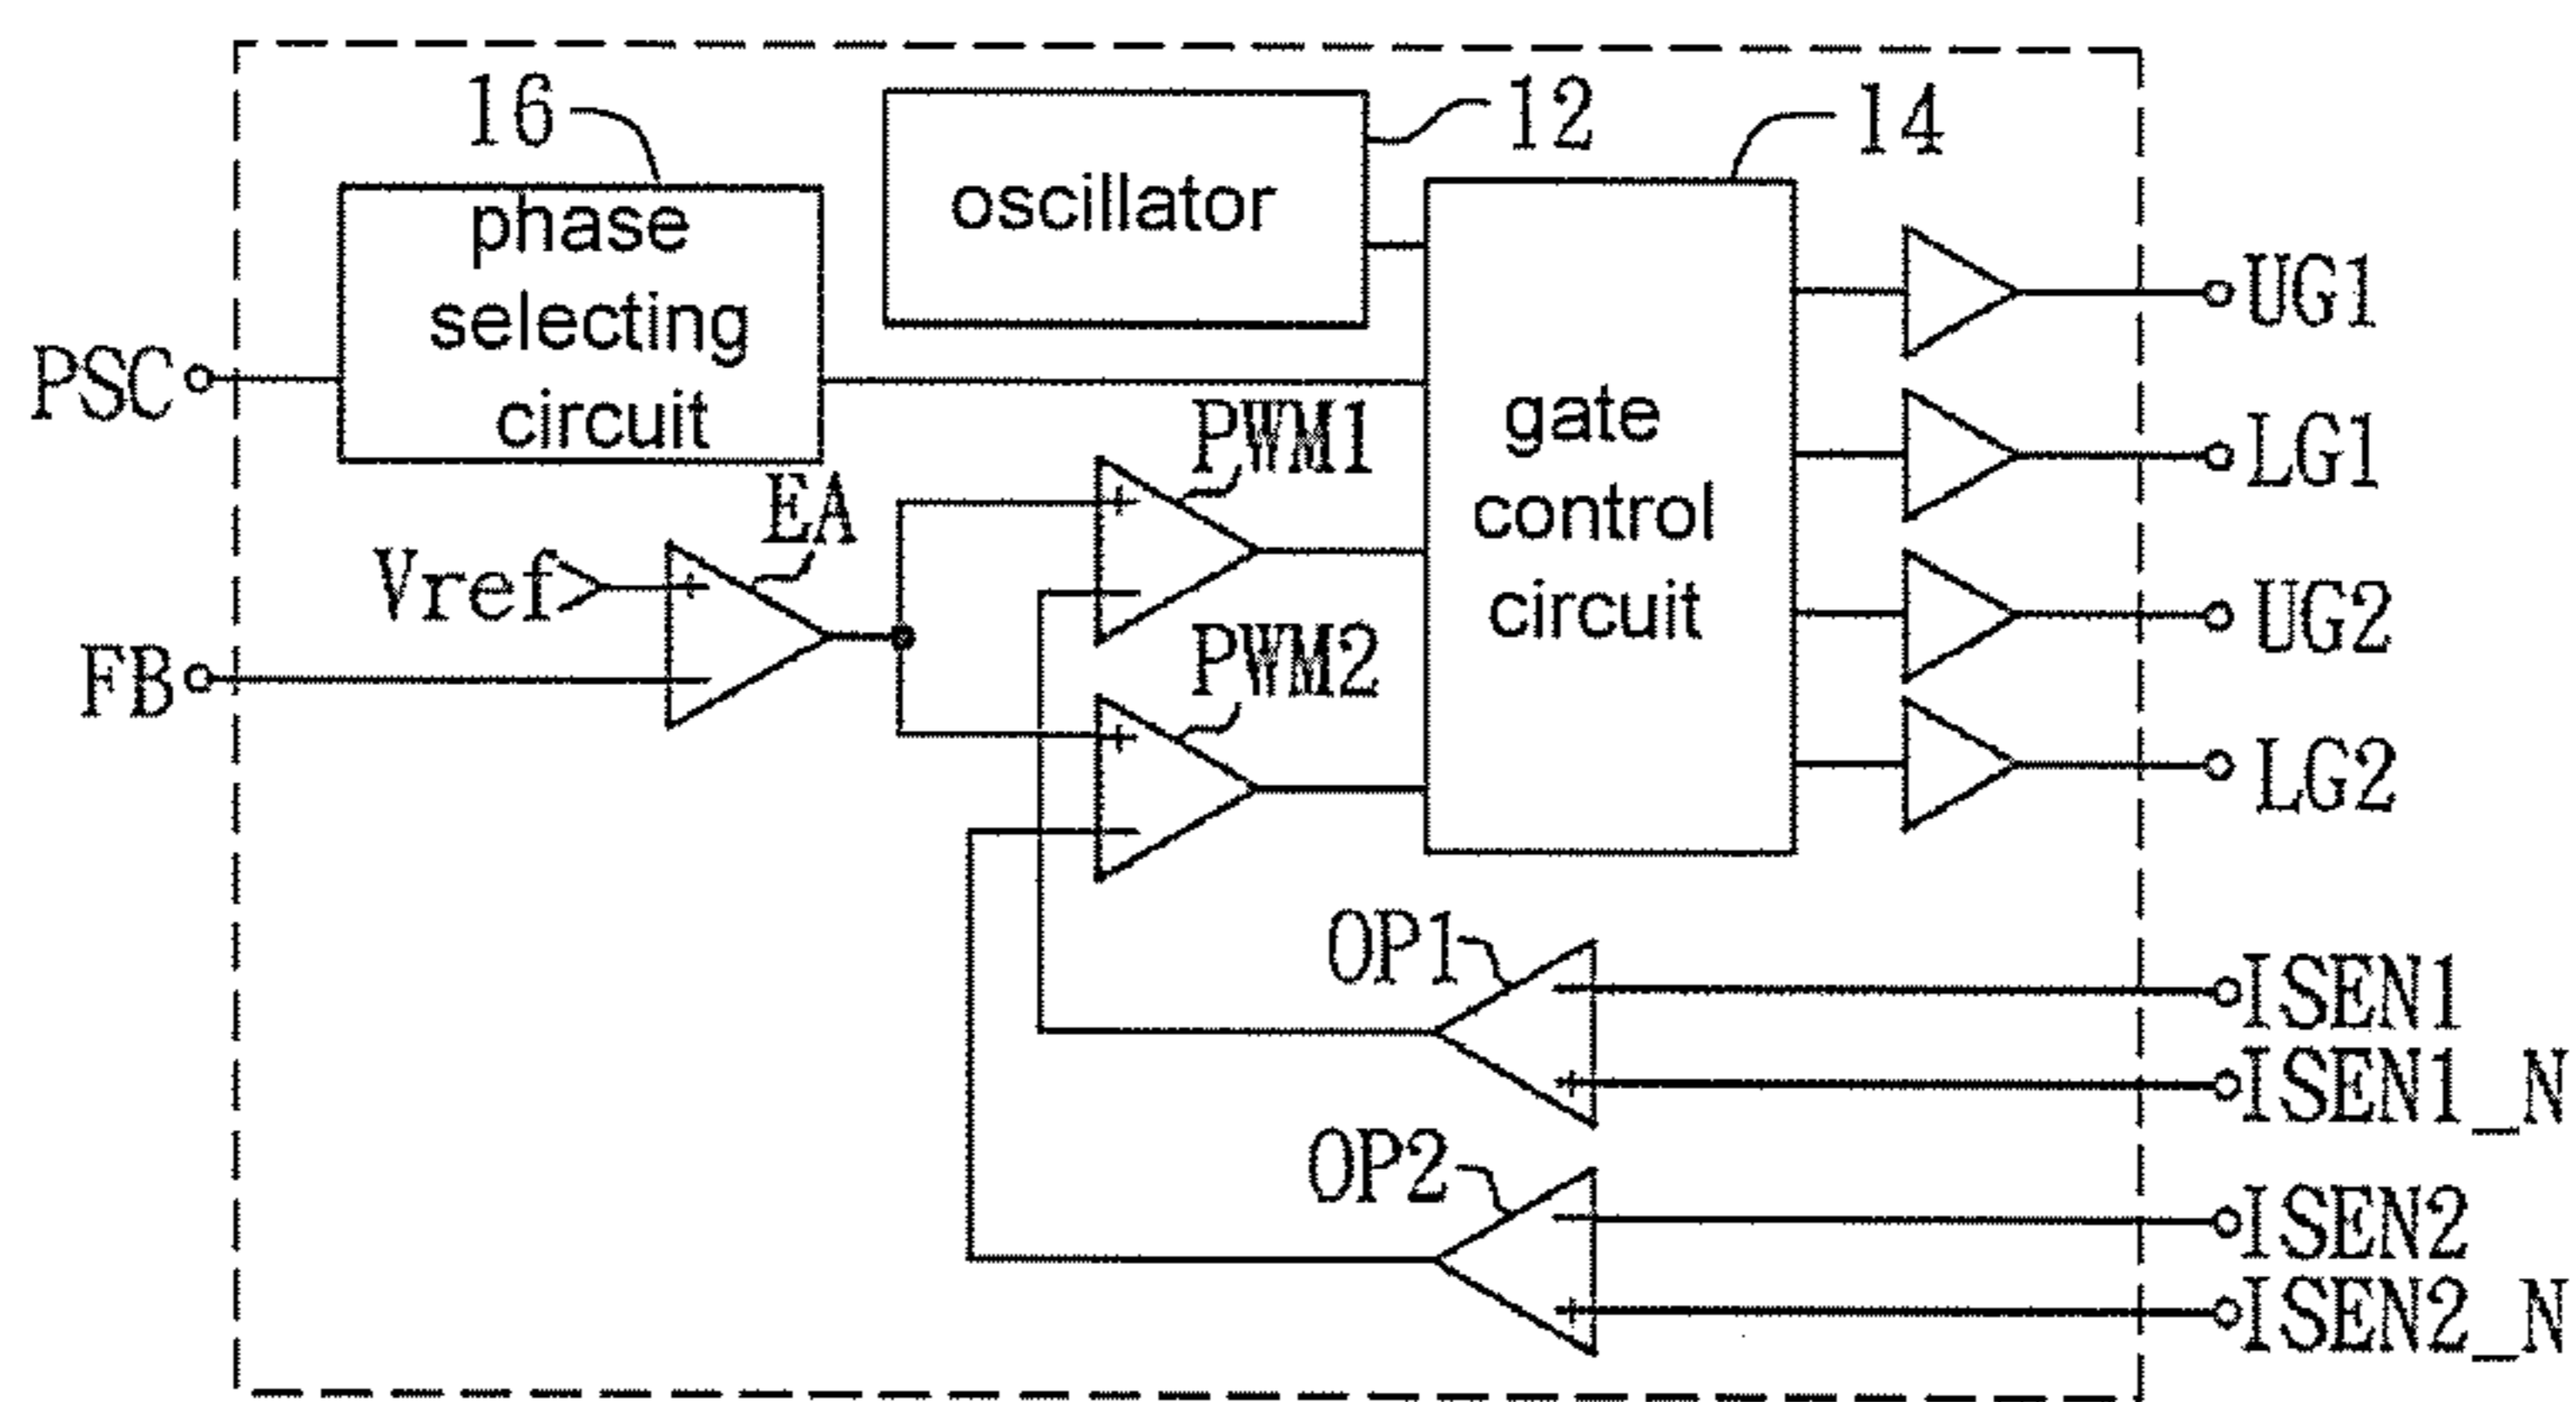 16
12
14
phase
selecting
circuit
oscillator
UG1
PSC
gate
control
circuit
PWM1
LG1
EA
Vref
UG2
FB
PWM2
LG2
OP1
ISEN1
ISEN1_N
OP2
ISEN2
ISEN2_N